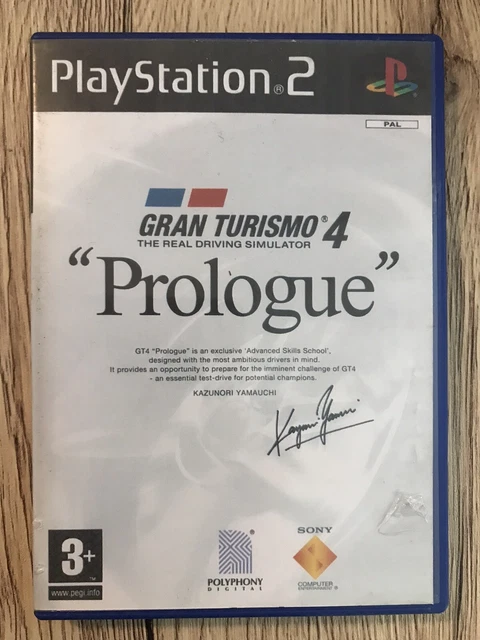 PlayStation®2
PAL
GRAN TURISMO®4
THE REAL DRIVING SIMULATOR
“Prologue”
GT4 “Prologue” is an exclusive ‘Advanced Skills School’,
designed with the most ambitious drivers in mind.
It provides an opportunity to prepare for the imminent challenge of GT4
- an essential test-drive for potential champions.
KAZUNORI YAMAUCHI
3+
™
www.pegi.info
®
POLYPHONY
DIGITAL
SONY
COMPUTER
ENTERTAINMENT®